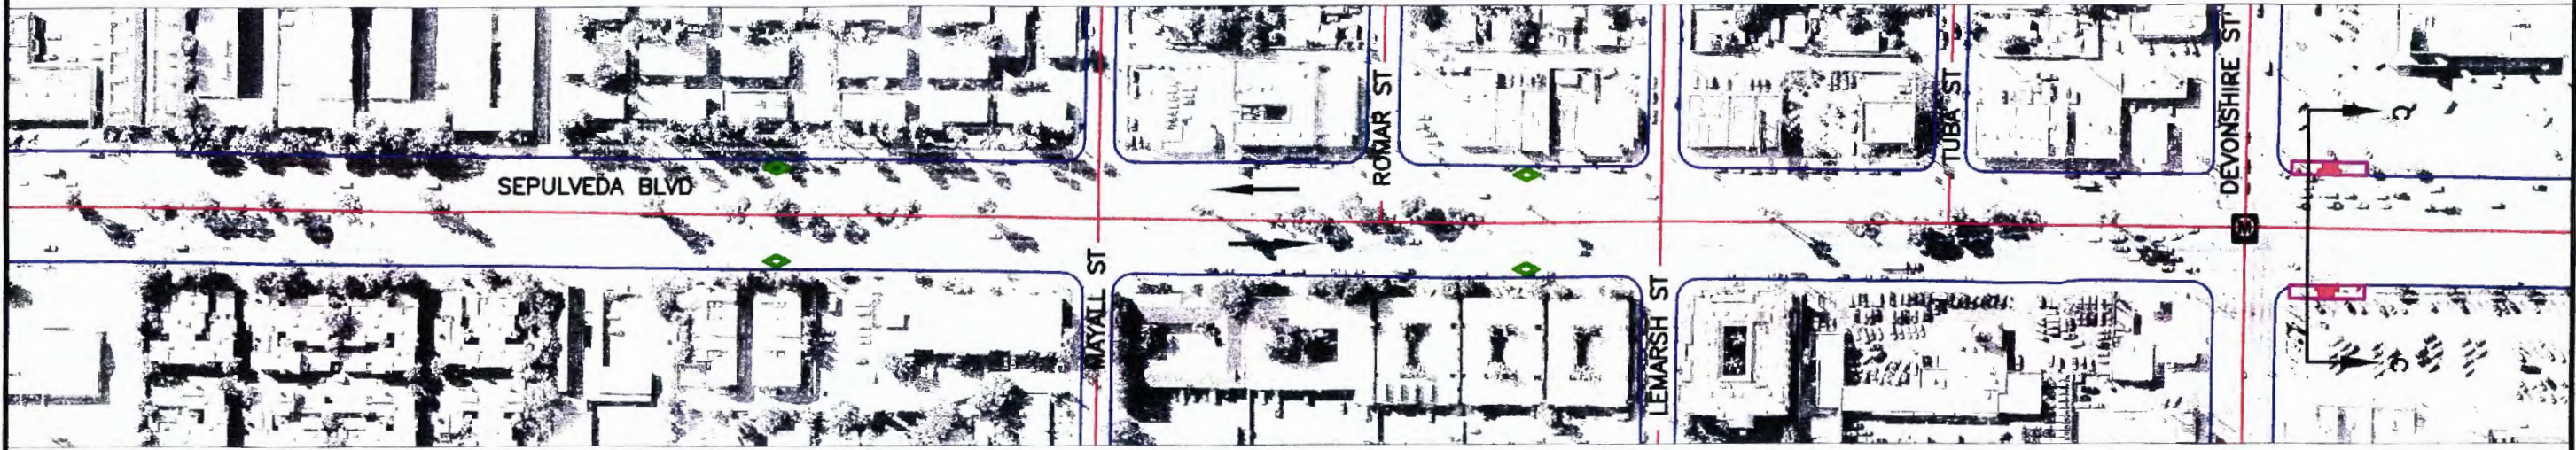 SEPULVEDA BLVD
MAYALL ST
ROMAR ST
LEMARSH ST
TUBA ST
DEVONSHIRE ST
C
C